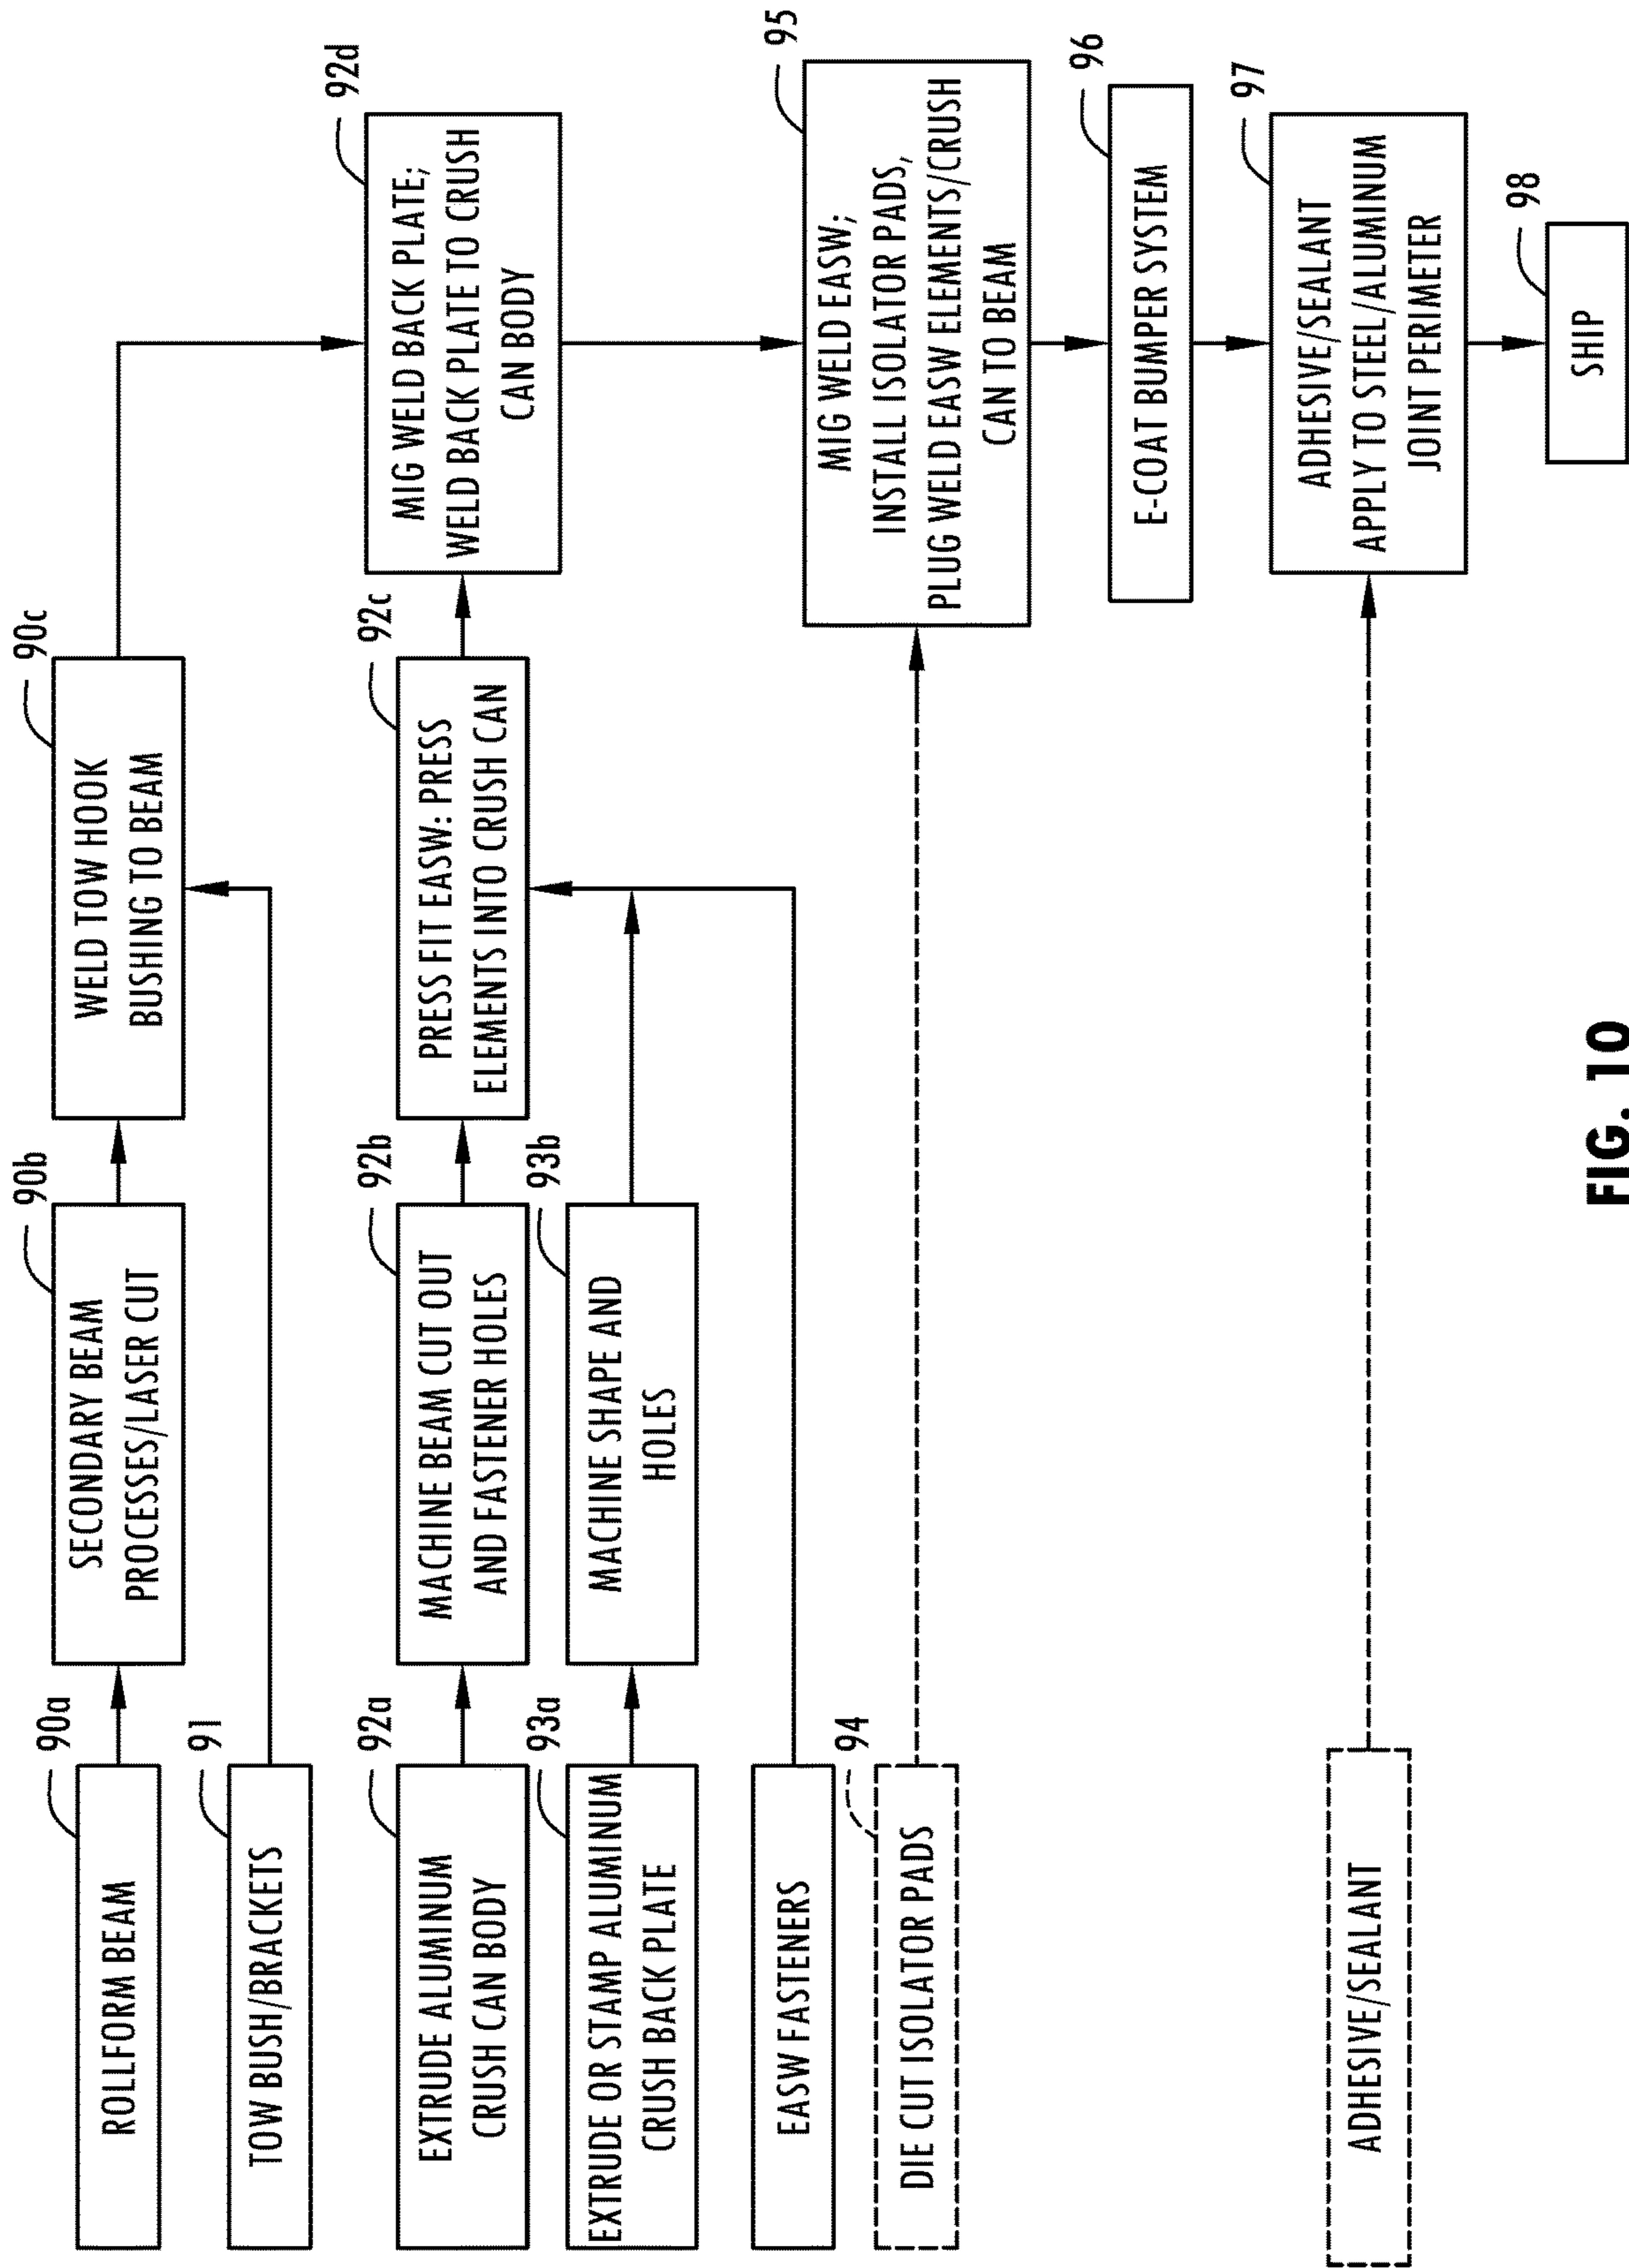 90a
ROLLFORM BEAM
90b
SECONDARY BEAM
PROCESSES/LASER CUT
90c
WELD TOW HOOK
BUSHING TO BEAM
91
TOW BUSH/BRACKETS
92a
EXTRUDE ALUMINUM
CRUSH CAN BODY
92b
MACHINE BEAM CUT OUT
AND FASTENER HOLES
92c
PRESS FIT EASW: PRESS
ELEMENTS INTO CRUSH CAN
92d
MIG WELD BACK PLATE;
WELD BACK PLATE TO CRUSH
CAN BODY
93a
EXTRUDE OR STAMP ALUMINUM
CRUSH BACK PLATE
93b
MACHINE SHAPE AND
HOLES
EASW FASTENERS
94
DIE CUT ISOLATOR PADS
95
MIG WELD EASW;
INSTALL ISOLATOR PADS,
PLUG WELD EASW ELEMENTS/CRUSH
CAN TO BEAM
96
E-COAT BUMPER SYSTEM
97
ADHESIVE/SEALANT
APPLY TO STEEL/ALUMINUM
JOINT PERIMETER
ADHESIVE/SEALANT
98
SHIP
FIG. 10